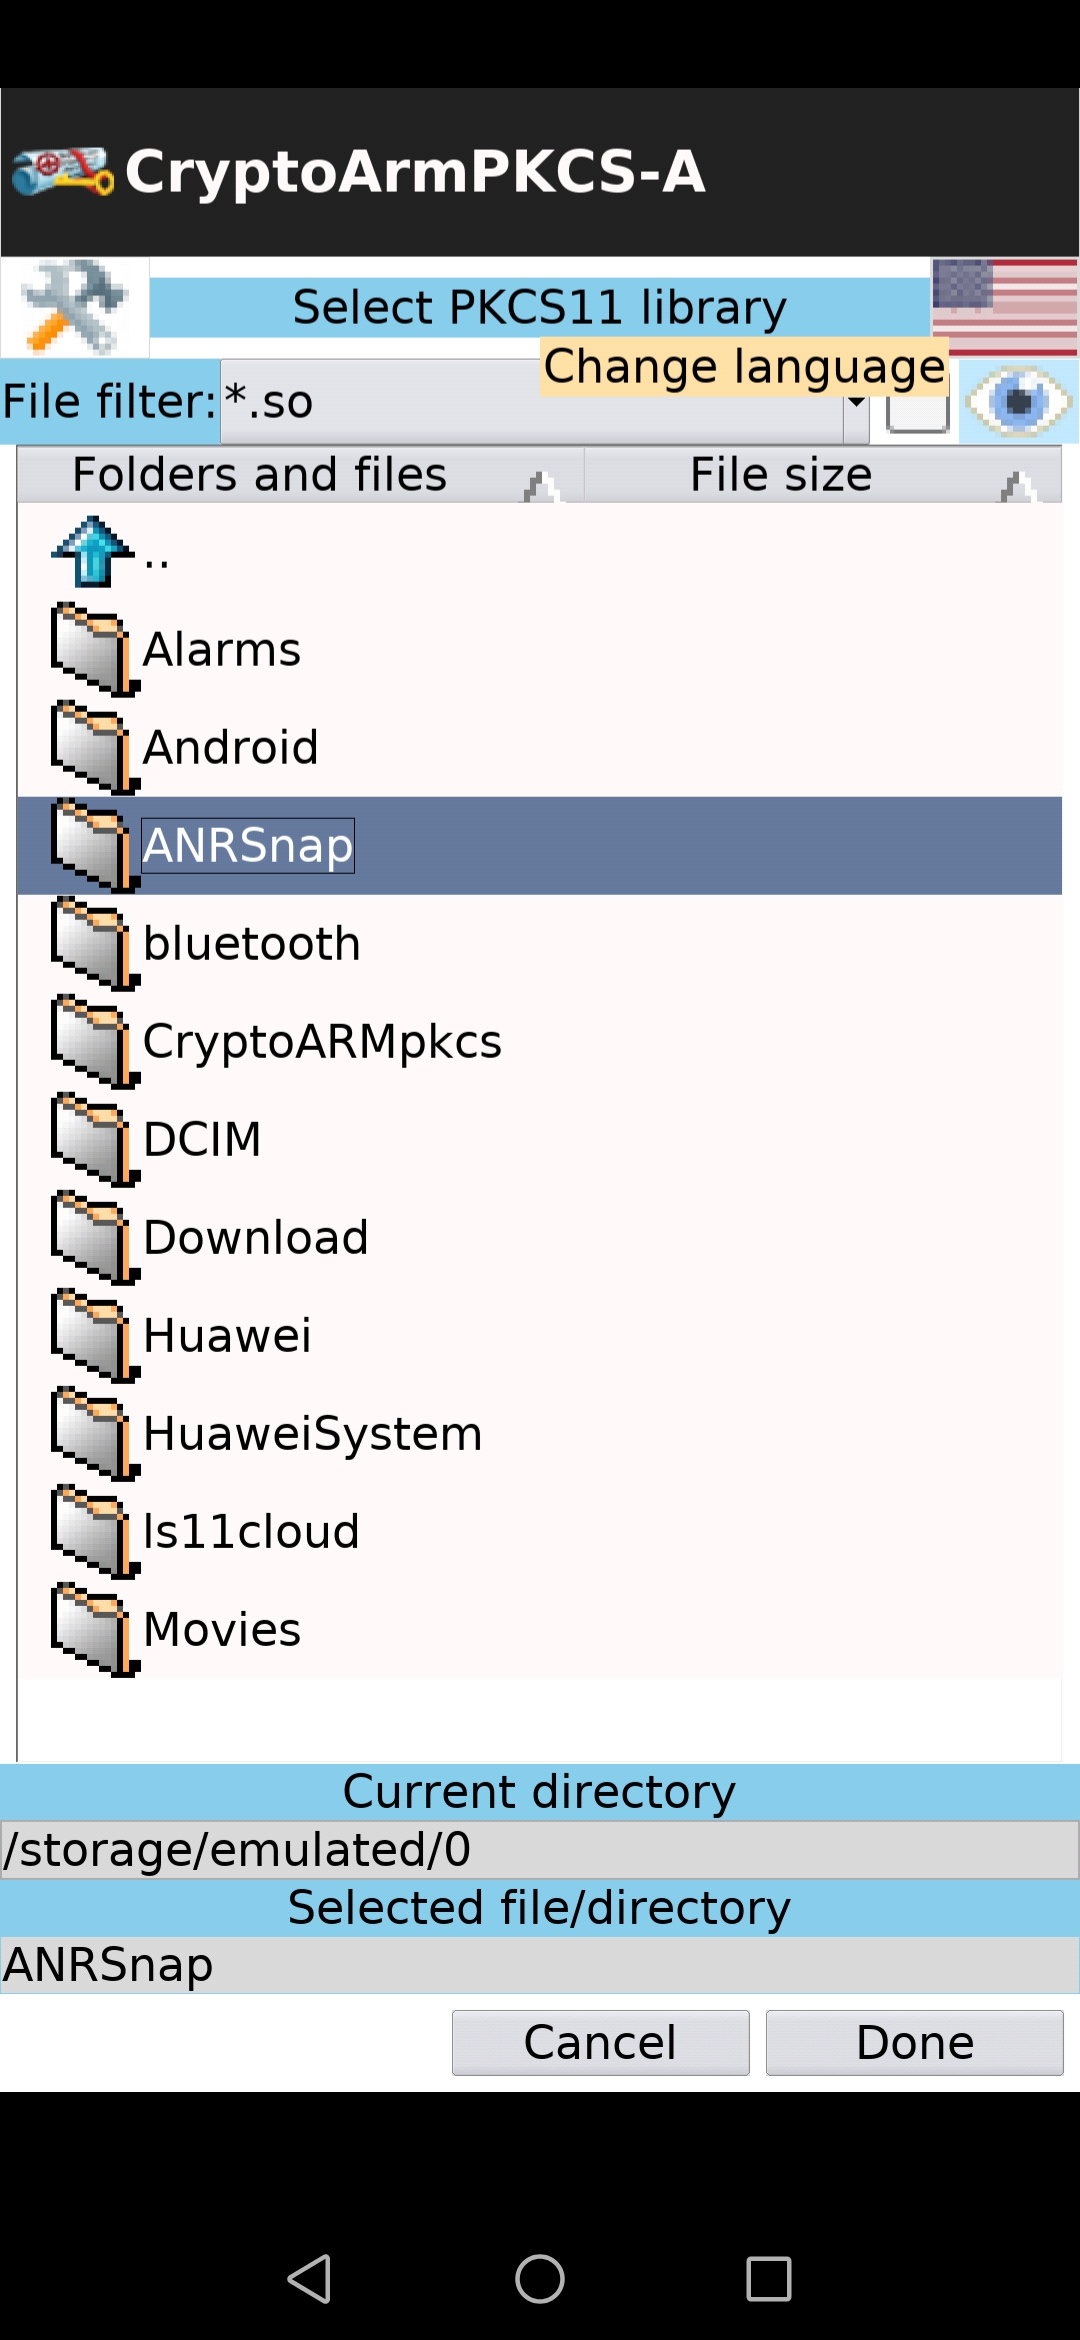 CryptoArmPKCS-A
Select PKCS11 library
Change language
File filter: *.so
Folders and files File size
..
Alarms
Android
ANRSnap
bluetooth
CryptoARMpkcs
DCIM
Download
Huawei
HuaweiSystem
ls11cloud
Movies
Current directory
/storage/emulated/0
Selected file/directory
ANRSnap
Cancel Done